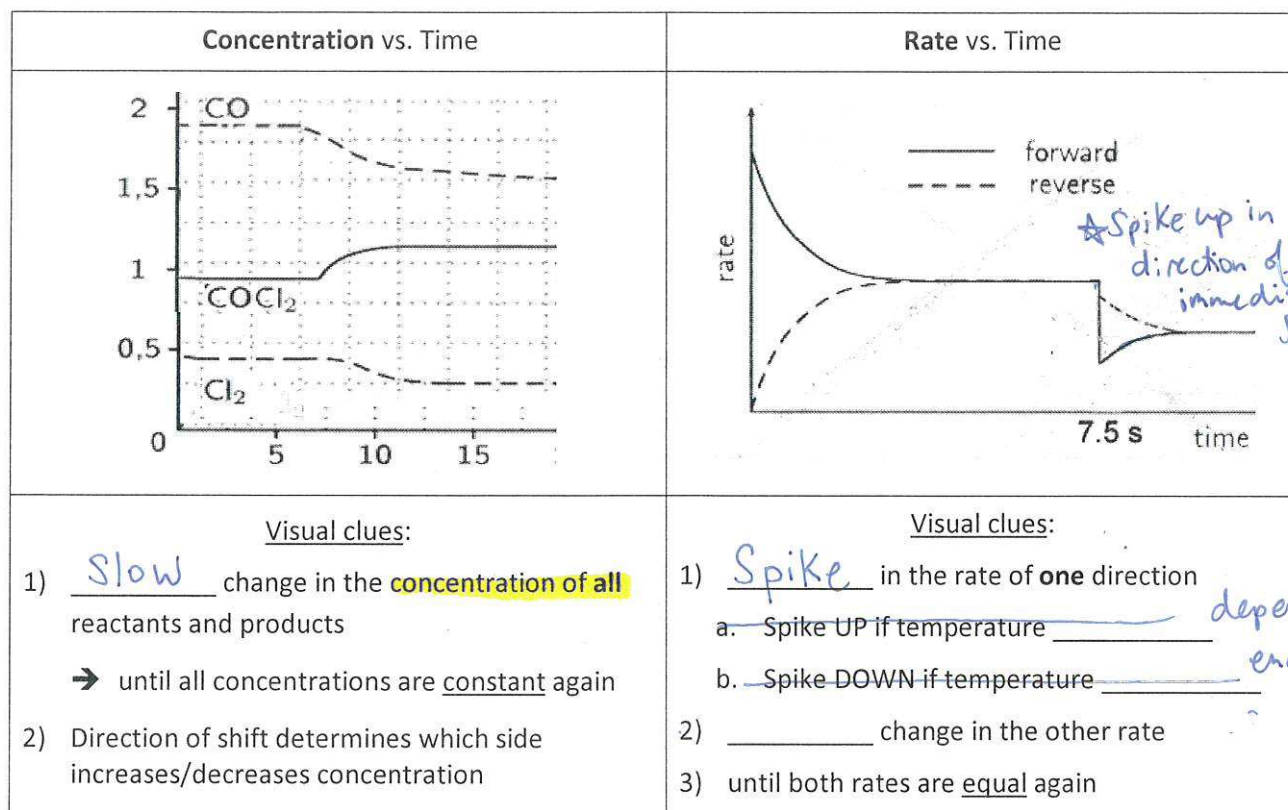 Concentration vs. Time
Rate vs. Time
2
CO
1,5
1
COCl₂
0,5
Cl₂
0
5
10
15
forward
reverse
rate
☆Spike up in
direction of
7.5 s
time
Visual clues:
1) Slow change in the concentration of all
reactants and products
➔ until all concentrations are constant again
2) Direction of shift determines which side
increases/decreases concentration
Visual clues:
1) Spike in the rate of one direction
a. Spike UP if temperature ____________
b. Spike DOWN if temperature ____________
2) ___________ change in the other rate
3) until both rates are equal again